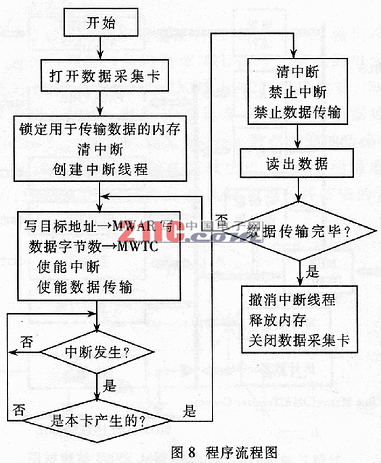 开始
打开数据采集卡
锁定用于传输数据的内存
清中断
创建中断线程
写目标地址→MWAR 写
数据字节数→MWTC
使能中断
使能数据传输
中断发生?
否
是
是本卡产生的?
否
是
清中断
禁止中断
禁止数据传输
读出数据
数据传输完毕?
否
是
撤消中断线程
释放内存
关闭数据采集卡
图 8 程序流程图